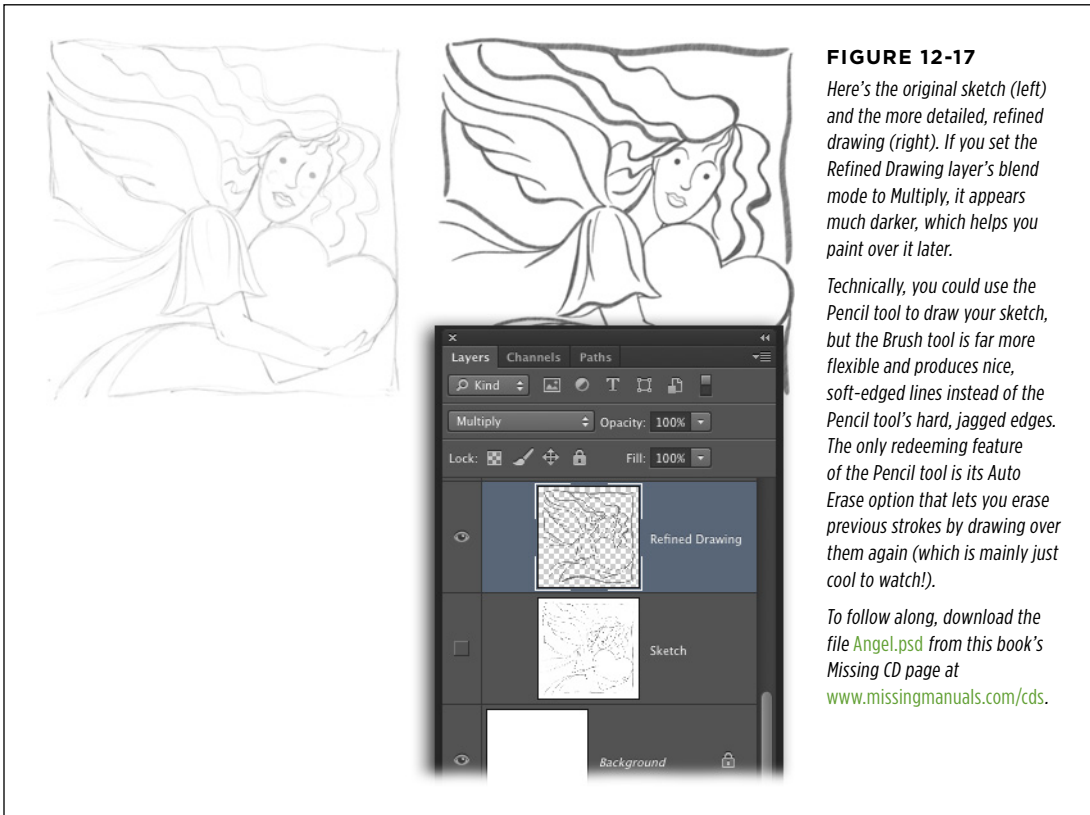 FIGURE 12-17
Here’s the original sketch (left)
and the more detailed, refined
drawing (right). If you set the
Refined Drawing layer’s blend
mode to Multiply, it appears
much darker, which helps you
paint over it later.
Technically, you could use the
Pencil tool to draw your sketch,
but the Brush tool is far more
flexible and produces nice,
soft-edged lines instead of the
Pencil tool’s hard, jagged edges.
The only redeeming feature
of the Pencil tool is its Auto
Erase option that lets you erase
previous strokes by drawing over
them again (which is mainly just
cool to watch!).
To follow along, download the
file Angel.psd from this book’s
Missing CD page at
www.missingmanuals.com/cds.
Layers Channels Paths
Kind
Multiply Opacity: 100%
Lock: Fill: 100%
Refined Drawing
Sketch
Background